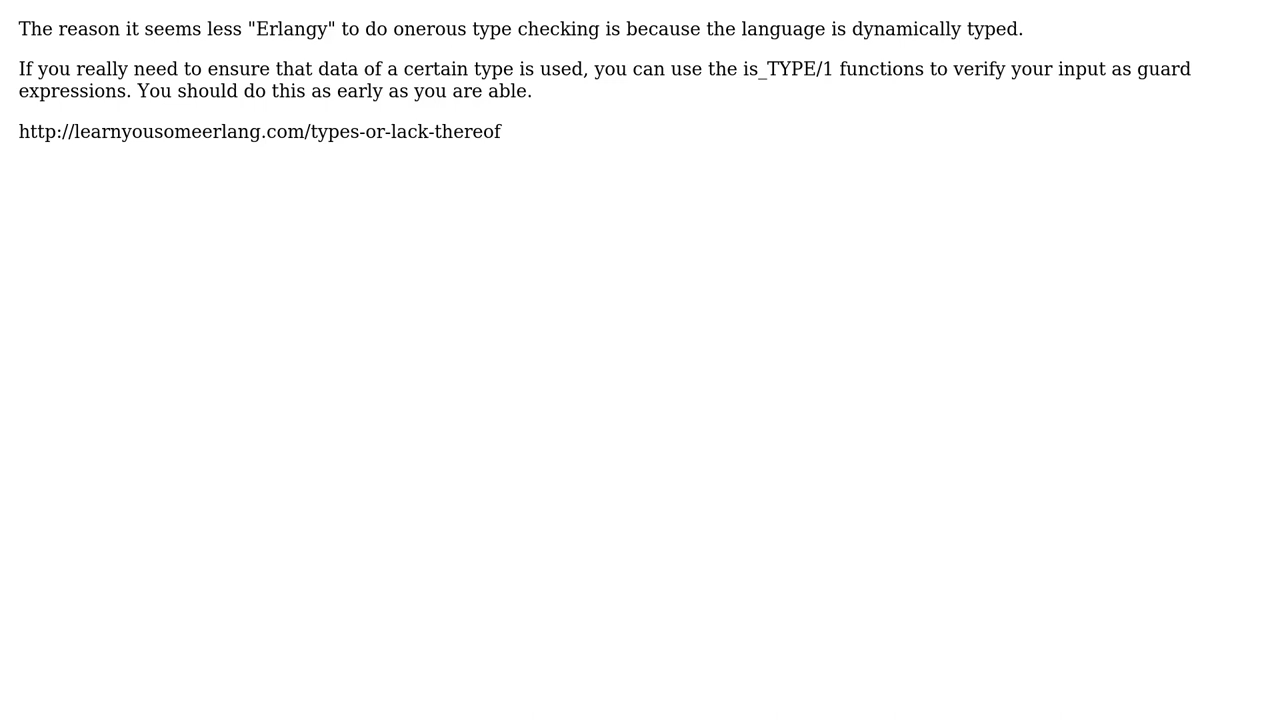 The reason it seems less "Erlangy" to do onerous type checking is because the language is dynamically typed.
If you really need to ensure that data of a certain type is used, you can use the is_TYPE/1 functions to verify your input as guard
expressions. You should do this as early as you are able.
http://learnyousomeerlang.com/types-or-lack-thereof